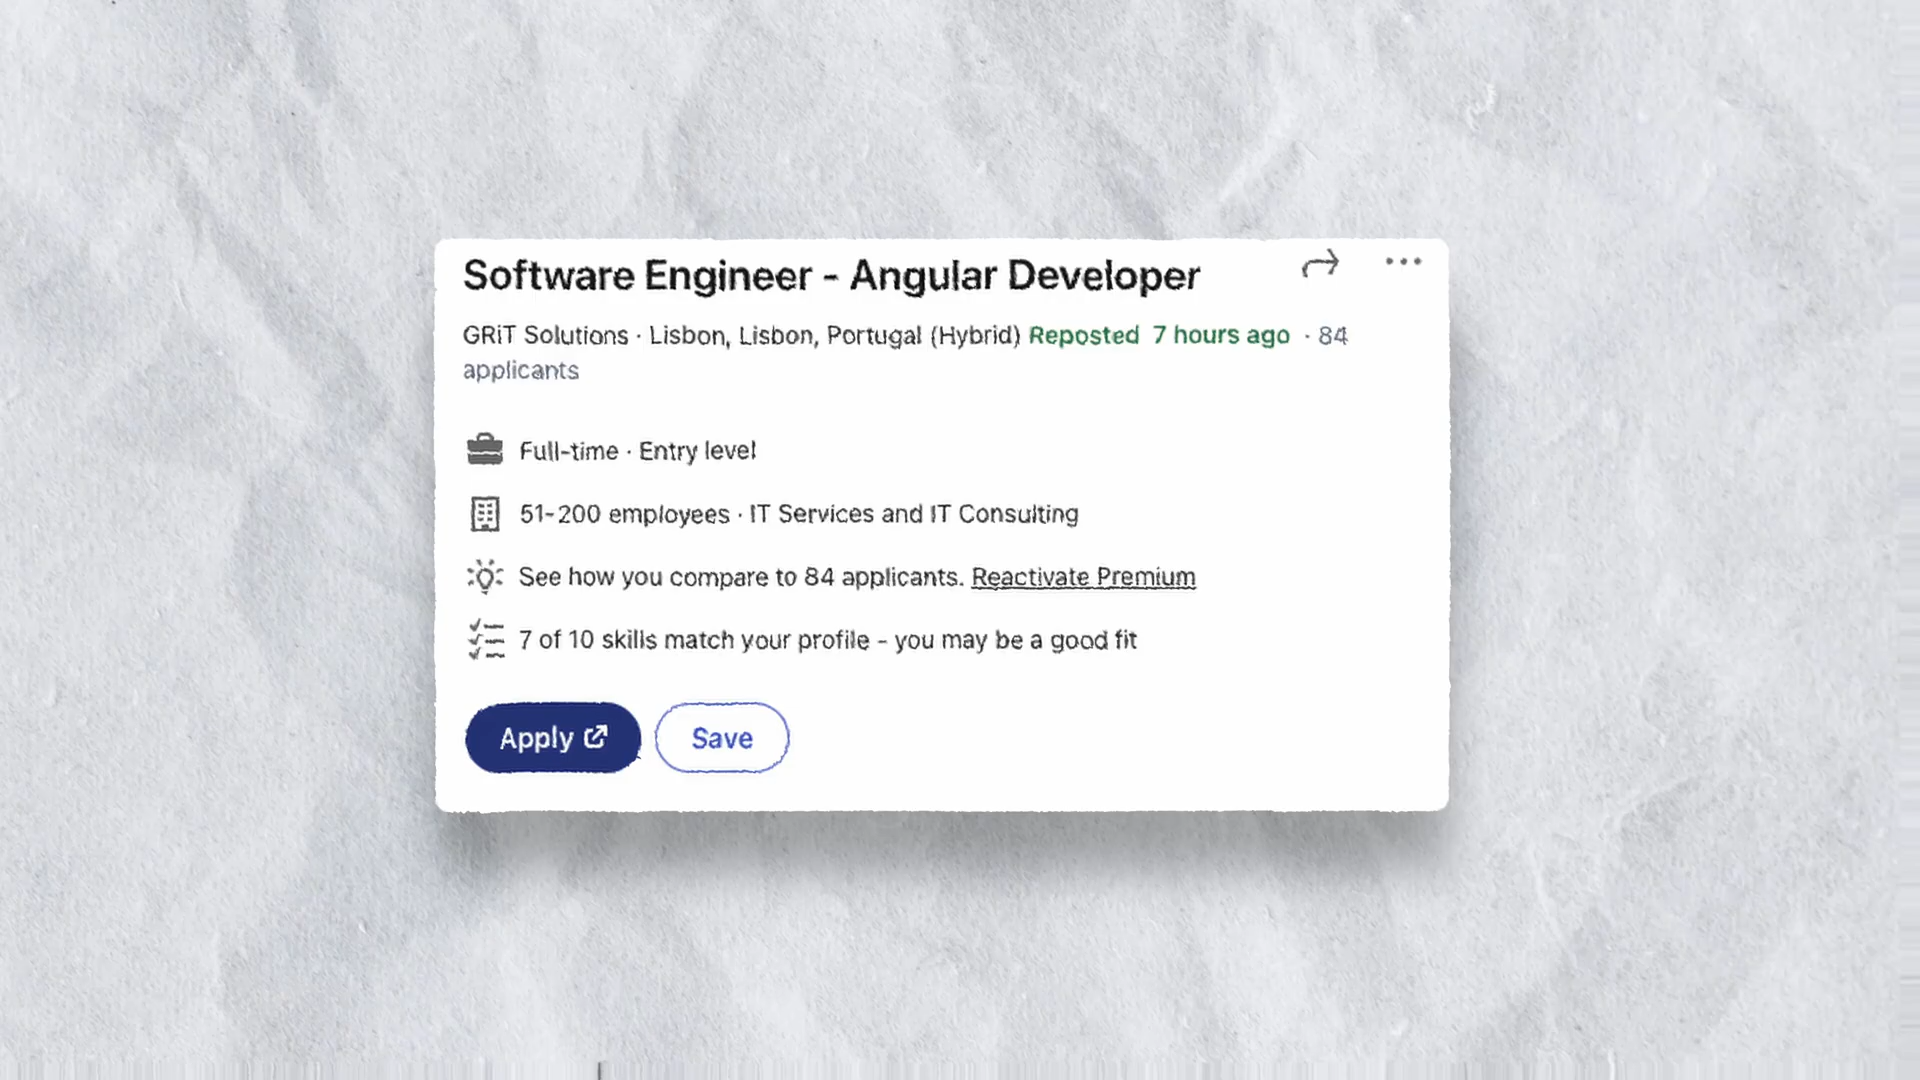 Software Engineer - Angular Developer
GRiT Solutions · Lisbon, Lisbon, Portugal (Hybrid) Reposted 7 hours ago · 84
applicants
Full-time · Entry level
51-200 employees · IT Services and IT Consulting
See how you compare to 84 applicants. Reactivate Premium
7 of 10 skills match your profile - you may be a good fit
Apply
Save